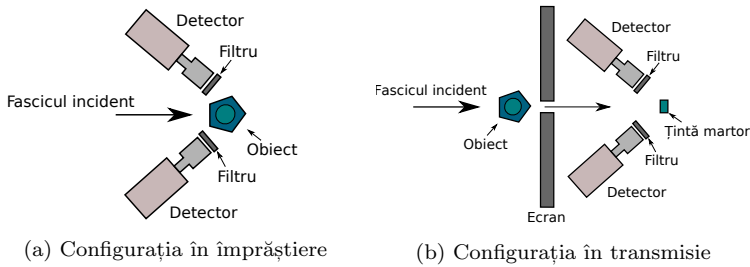 Detector
Filtru
Fascicul incident
Obiect
Filtru
Detector
(a) Configurația în împrăștiere
Detector
Filtru
Fascicul incident
Obiect
Țintă martor
Filtru
Detector
Ecran
(b) Configurația în transmisie